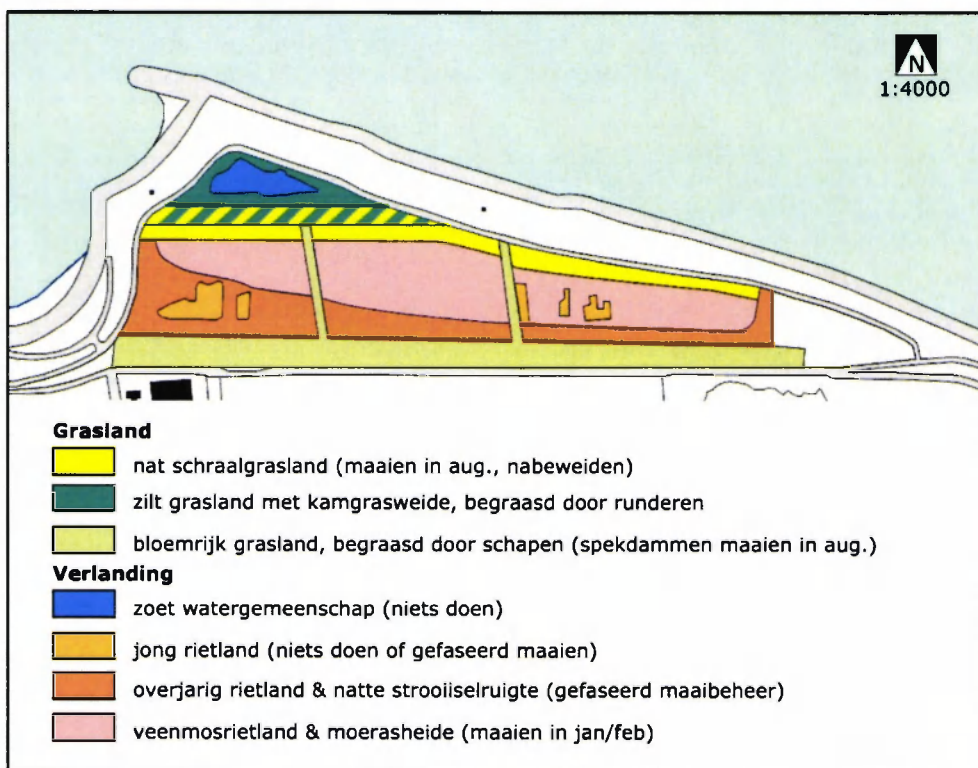 N
1:4000
Grasland
nat schraalgrasland (maaien in aug., nabeweiden)
zilt grasland met kamgrasweide, begraasd door runderen
bloemrijk grasland, begraasd door schapen (spekdammen maaien in aug.)
Verlanding
zoet watergemeenschap (niets doen)
jong rietland (niets doen of gefaseerd maaien)
overjarig rietland & natte strooiiselruigte (gefaseerd maaibeheer)
veenmosrietland & moerasheide (maaien in jan/feb)